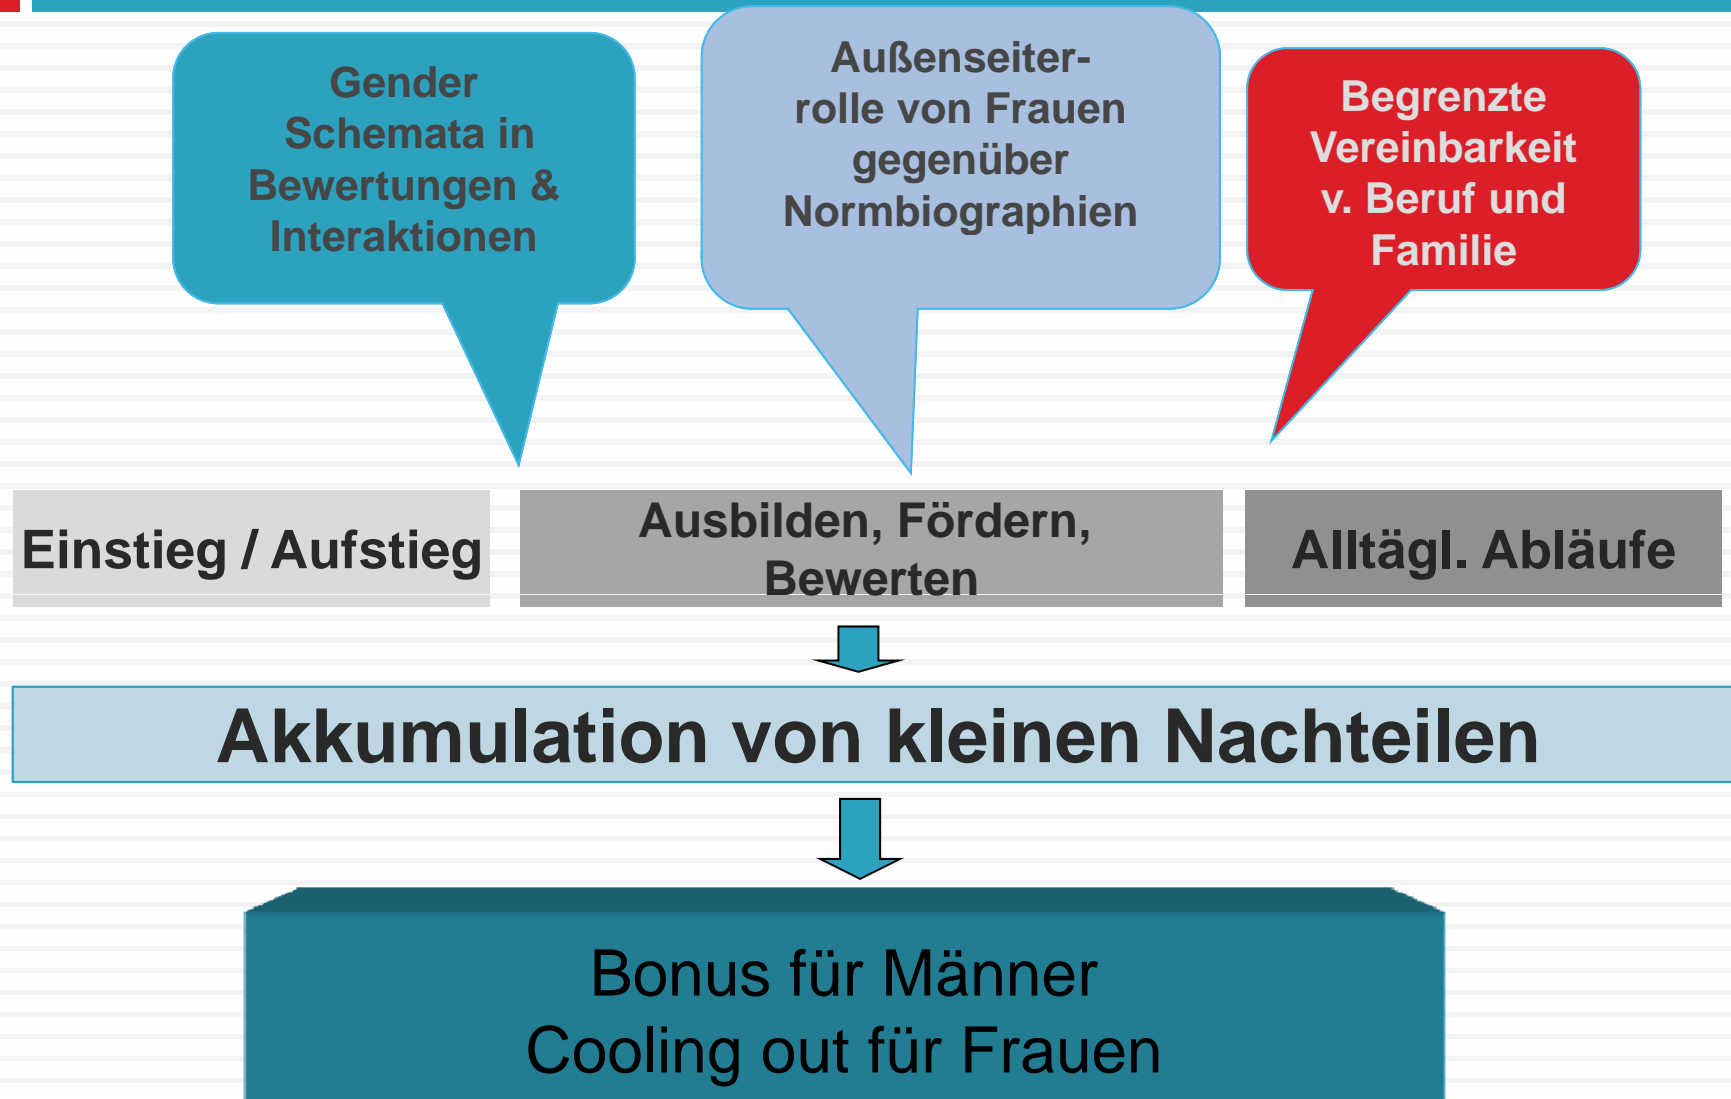 Gender
Schemata in
Bewertungen &
Interaktionen
Außenseiter-
rolle von Frauen
gegenüber
Normbiographien
Begrenzte
Vereinbarkeit
v. Beruf und
Familie
Einstieg / Aufstieg
Ausbilden, Fördern,
Bewerten
Alltägl. Abläufe
Akkumulation von kleinen Nachteilen
Bonus für Männer
Cooling out für Frauen